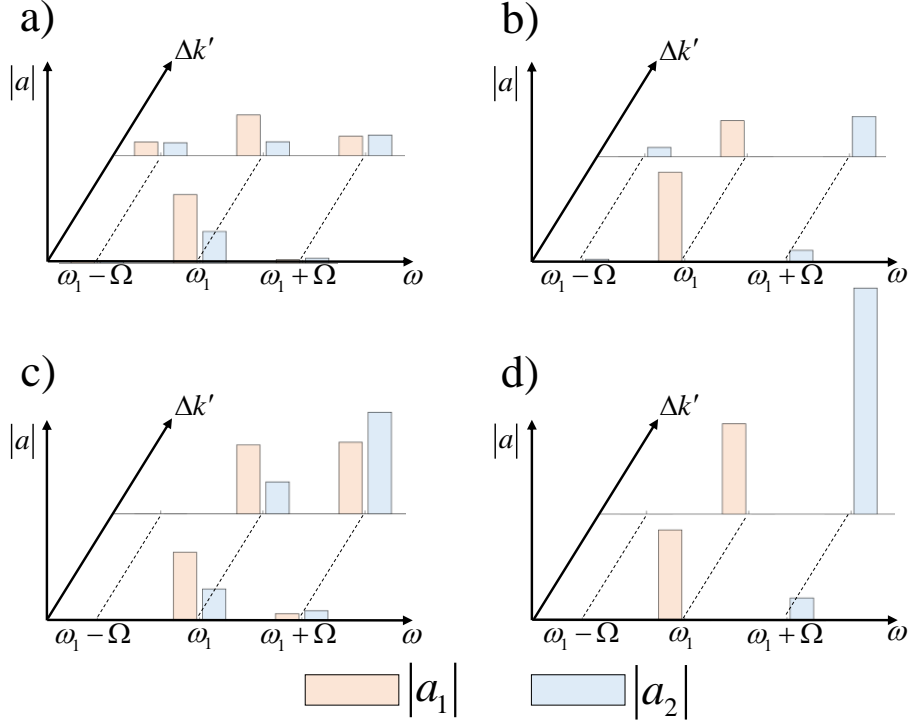 a)
Δk′
|a|
ω₁ − Ω
ω₁
ω₁ + Ω
ω
b)
Δk′
|a|
ω₁ − Ω
ω₁
ω₁ + Ω
ω
c)
Δk′
|a|
ω₁ − Ω
ω₁
ω₁ + Ω
ω
d)
Δk′
|a|
ω₁ − Ω
ω₁
ω₁ + Ω
ω
|a₁|
|a₂|